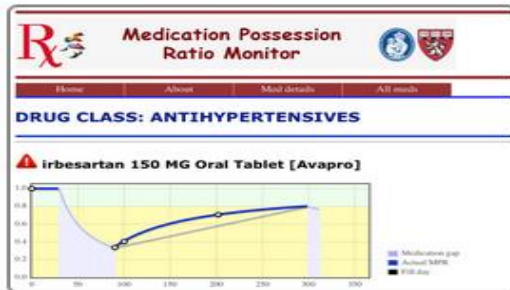 Rx
Medication Possession
Ratio Monitor
Home About Med details All meds
DRUG CLASS: ANTIHYPERTENSIVES
irbesartan 150 MG Oral Tablet [Avapro]
1.0
0.8
0.6
0.4
0.2
0.0
0 50 100 150 200 250 300 350
Medication gap
Actual MPR
Fill day